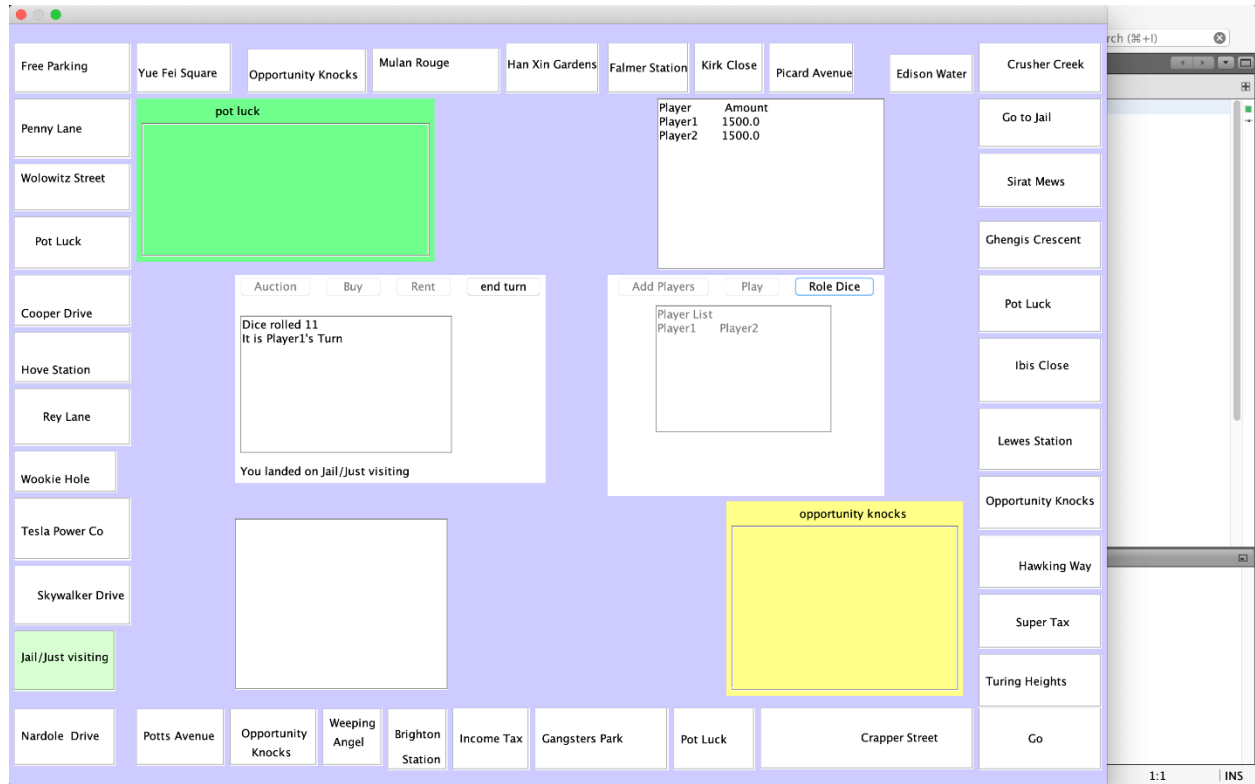 rch (⌘+I)
Free Parking
Yue Fei Square
Opportunity Knocks
Mulan Rouge
Han Xin Gardens
Falmer Station
Kirk Close
Picard Avenue
Edison Water
Crusher Creek
Penny Lane
Wolowitz Street
Pot Luck
Cooper Drive
Hove Station
Rey Lane
Wookie Hole
Tesla Power Co
Skywalker Drive
Jail/Just visiting
pot luck
Player Amount
Player1 1500.0
Player2 1500.0
Auction Buy Rent end turn
Dice rolled 11
It is Player1's Turn
You landed on Jail/Just visiting
Add Players Play Role Dice
Player List
Player1 Player2
opportunity knocks
Go to Jail
Sirat Mews
Ghengis Crescent
Pot Luck
Ibis Close
Lewes Station
Opportunity Knocks
Hawking Way
Super Tax
Turing Heights
Nardole Drive
Potts Avenue
Opportunity
Knocks
Weeping
Angel
Brighton
Station
Income Tax
Gangsters Park
Pot Luck
Crapper Street
Go
1:1 INS